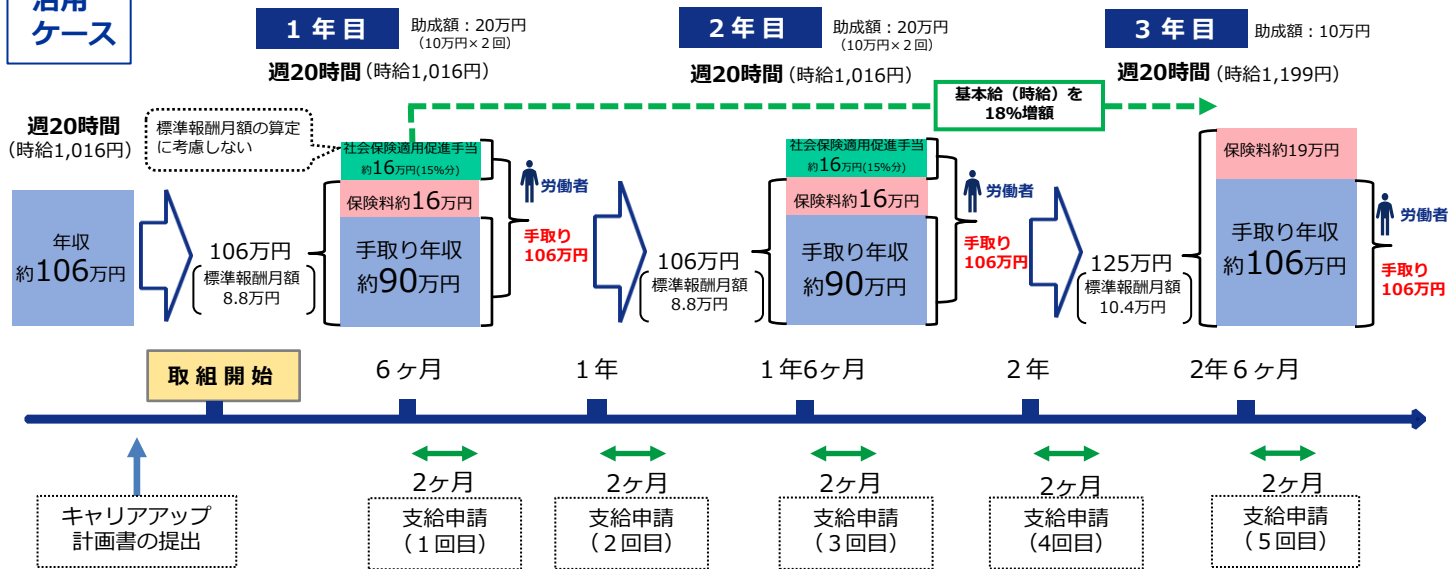 活用
ケース
１年目
助成額：20万円
（10万円×２回）
週20時間（時給1,016円）
２年目
助成額：20万円
（10万円×２回）
週20時間（時給1,016円）
３年目
助成額：10万円
週20時間（時給1,199円）
基本給（時給）を
18%増額
週20時間
（時給1,016円）
標準報酬月額の算定
に考慮しない
年収
約106万円
106万円
標準報酬月額
8.8万円
社会保険適用促進手当
約16万円(15%分)
保険料約16万円
手取り年収
約90万円
労働者
手取り
106万円
106万円
標準報酬月額
8.8万円
社会保険適用促進手当
約16万円(15%分)
保険料約16万円
手取り年収
約90万円
労働者
手取り
106万円
125万円
標準報酬月額
10.4万円
保険料約19万円
手取り年収
約106万円
労働者
手取り
106万円
取組開始
6ヶ月
1年
1年6ヶ月
2年
2年６ヶ月
キャリアアップ
計画書の提出
2ヶ月
支給申請
（１回目）
2ヶ月
支給申請
（２回目）
2ヶ月
支給申請
（３回目）
2ヶ月
支給申請
（4回目）
2ヶ月
支給申請
（５回目）